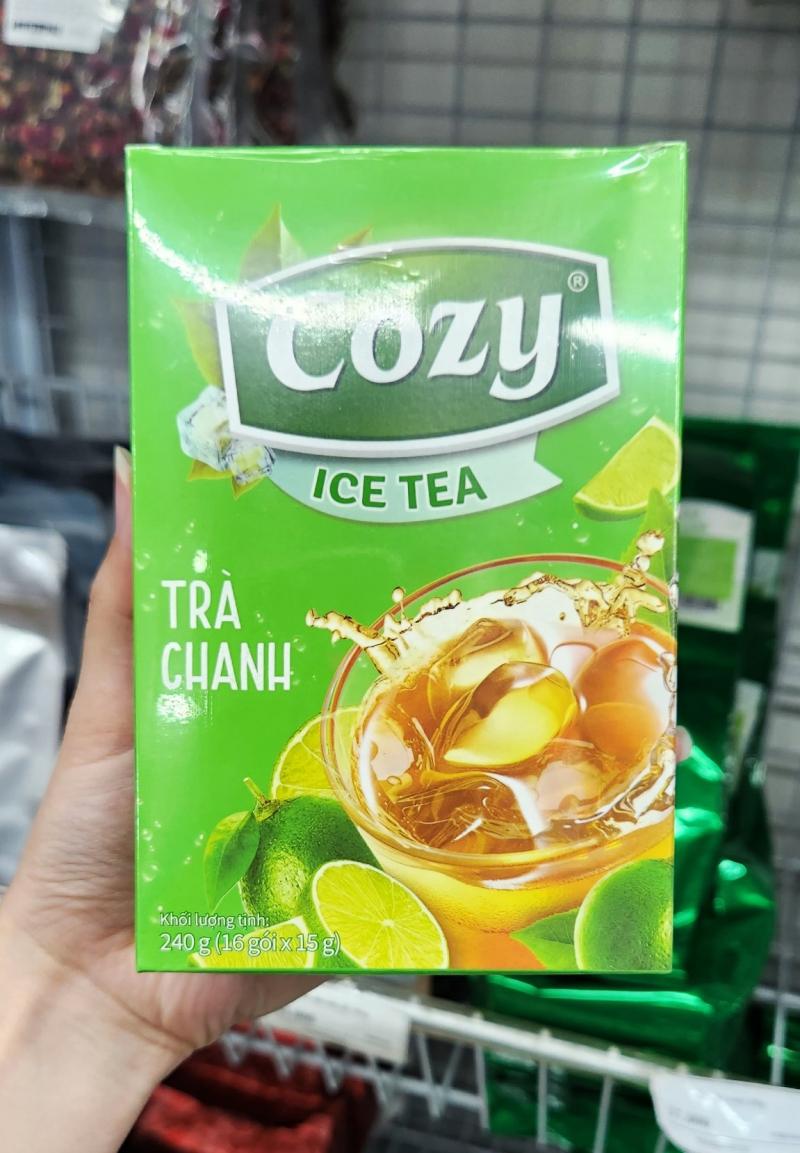 Cozy®
ICE TEA
TRÀ
CHANH
Khối lượng tịnh:
240 g (16 gói x 15 g)